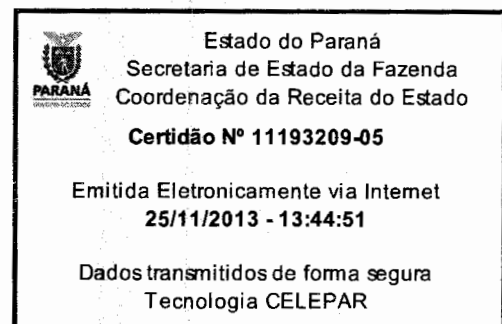 Estado do Paraná
Secretaria de Estado da Fazenda
PARANÁ
Coordenação da Receita do Estado
Certidão Nº 11193209-05
Emitida Eletronicamente via Internet
25/11/2013 - 13:44:51
Dados transmitidos de forma segura
Tecnologia CELEPAR